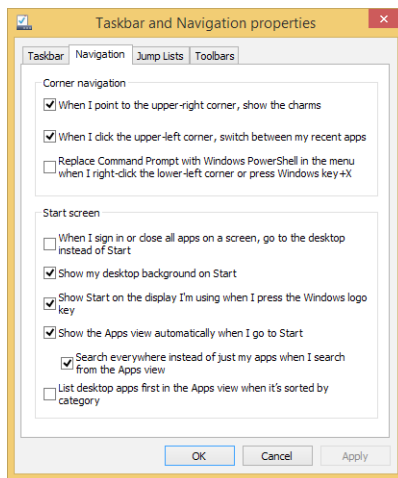 Taskbar and Navigation properties
Taskbar Navigation Jump Lists Toolbars
Corner navigation
When I point to the upper-right corner, show the charms
When I click the upper-left corner, switch between my recent apps
Replace Command Prompt with Windows PowerShell in the menu
when I right-click the lower-left corner or press Windows key+X
Start screen
When I sign in or close all apps on a screen, go to the desktop
instead of Start
Show my desktop background on Start
Show Start on the display I'm using when I press the Windows logo
key
Show the Apps view automatically when I go to Start
Search everywhere instead of just my apps when I search
from the Apps view
List desktop apps first in the Apps view when it's sorted by
category
OK Cancel Apply